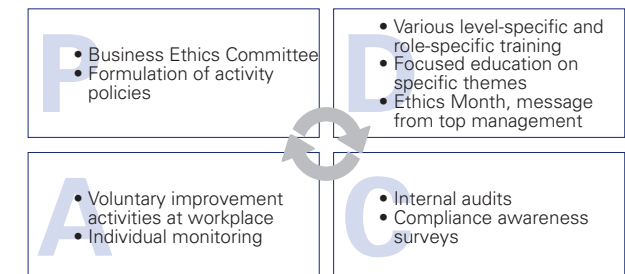 P
• Business Ethics Committee
• Formulation of activity
policies
D
• Various level-specific and
role-specific training
• Focused education on
specific themes
• Ethics Month, message
from top management
A
• Voluntary improvement
activities at workplace
• Individual monitoring
C
• Internal audits
• Compliance awareness
surveys